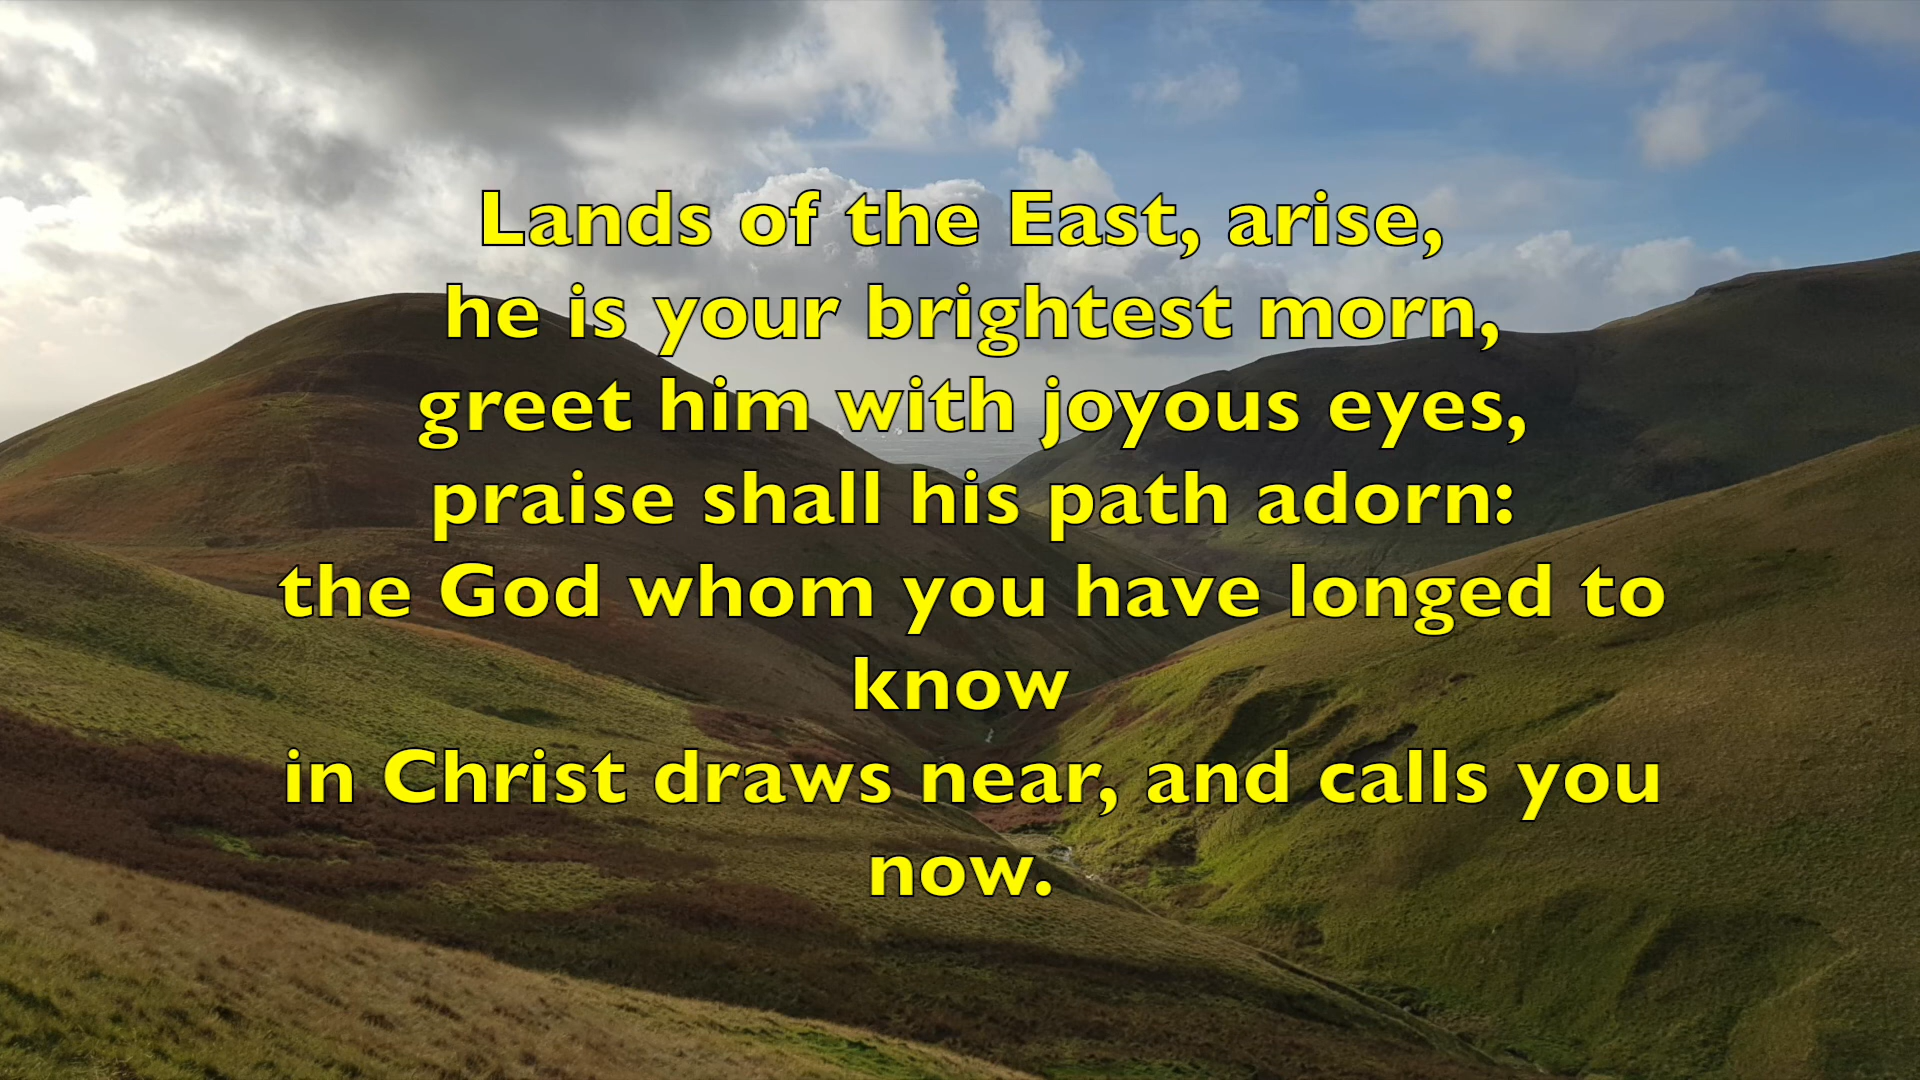 Lands of the East, arise,
he is your brightest morn,
greet him with joyous eyes,
praise shall his path adorn:
the God whom you have longed to
know
in Christ draws near, and calls you
now.